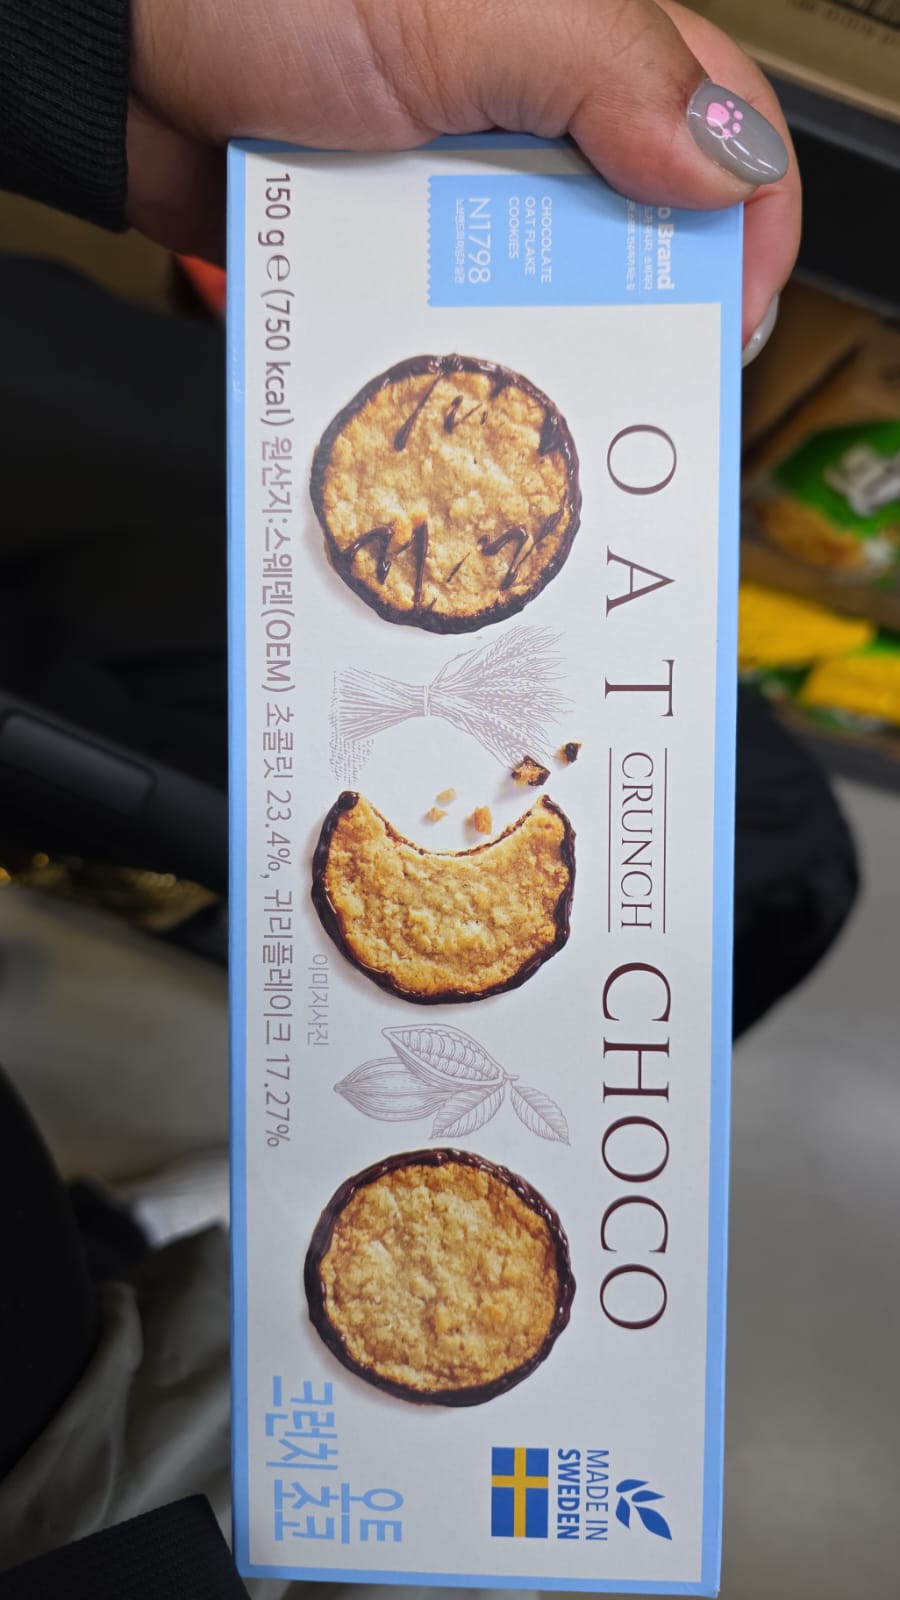 Brand
CHOCOLATE
OAT FLAKE
COOKIES
N1798
OAT CRUNCH CHOCO
MADE IN
SWEDEN
이미지사진
오트
크런치 초코
150 g ℮ (750 kcal) 원산지:스웨덴(OEM) 초콜릿 23.4%, 귀리플레이크 17.27%